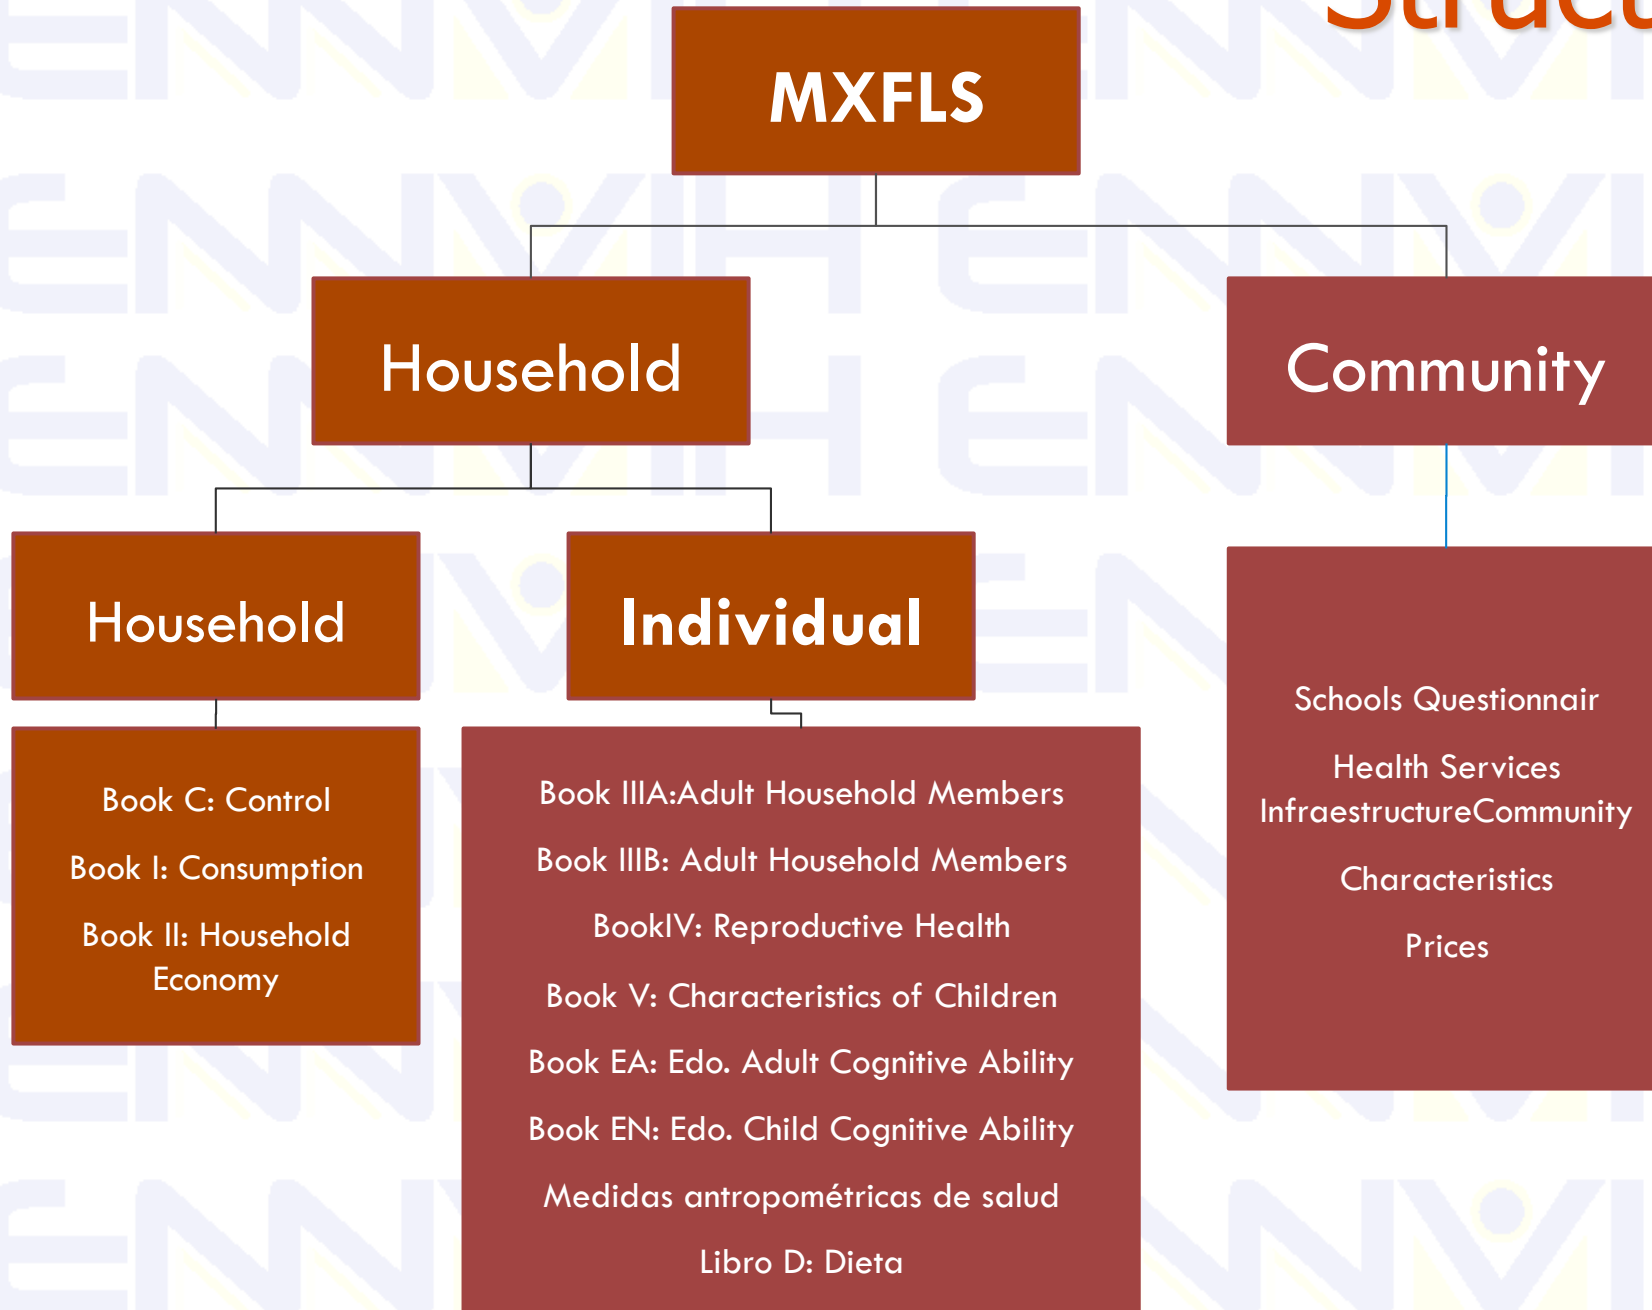 Struct
MXFLS
Household
Community
Household
Individual
Book C: Control
Book I: Consumption
Book II: Household
Economy
Book IIIA:Adult Household Members
Book IIIB: Adult Household Members
BookIV: Reproductive Health
Book V: Characteristics of Children
Book EA: Edo. Adult Cognitive Ability
Book EN: Edo. Child Cognitive Ability
Medidas antropométricas de salud
Libro D: Dieta
Schools Questionnair
Health Services
InfraestructureCommunity
Characteristics
Prices